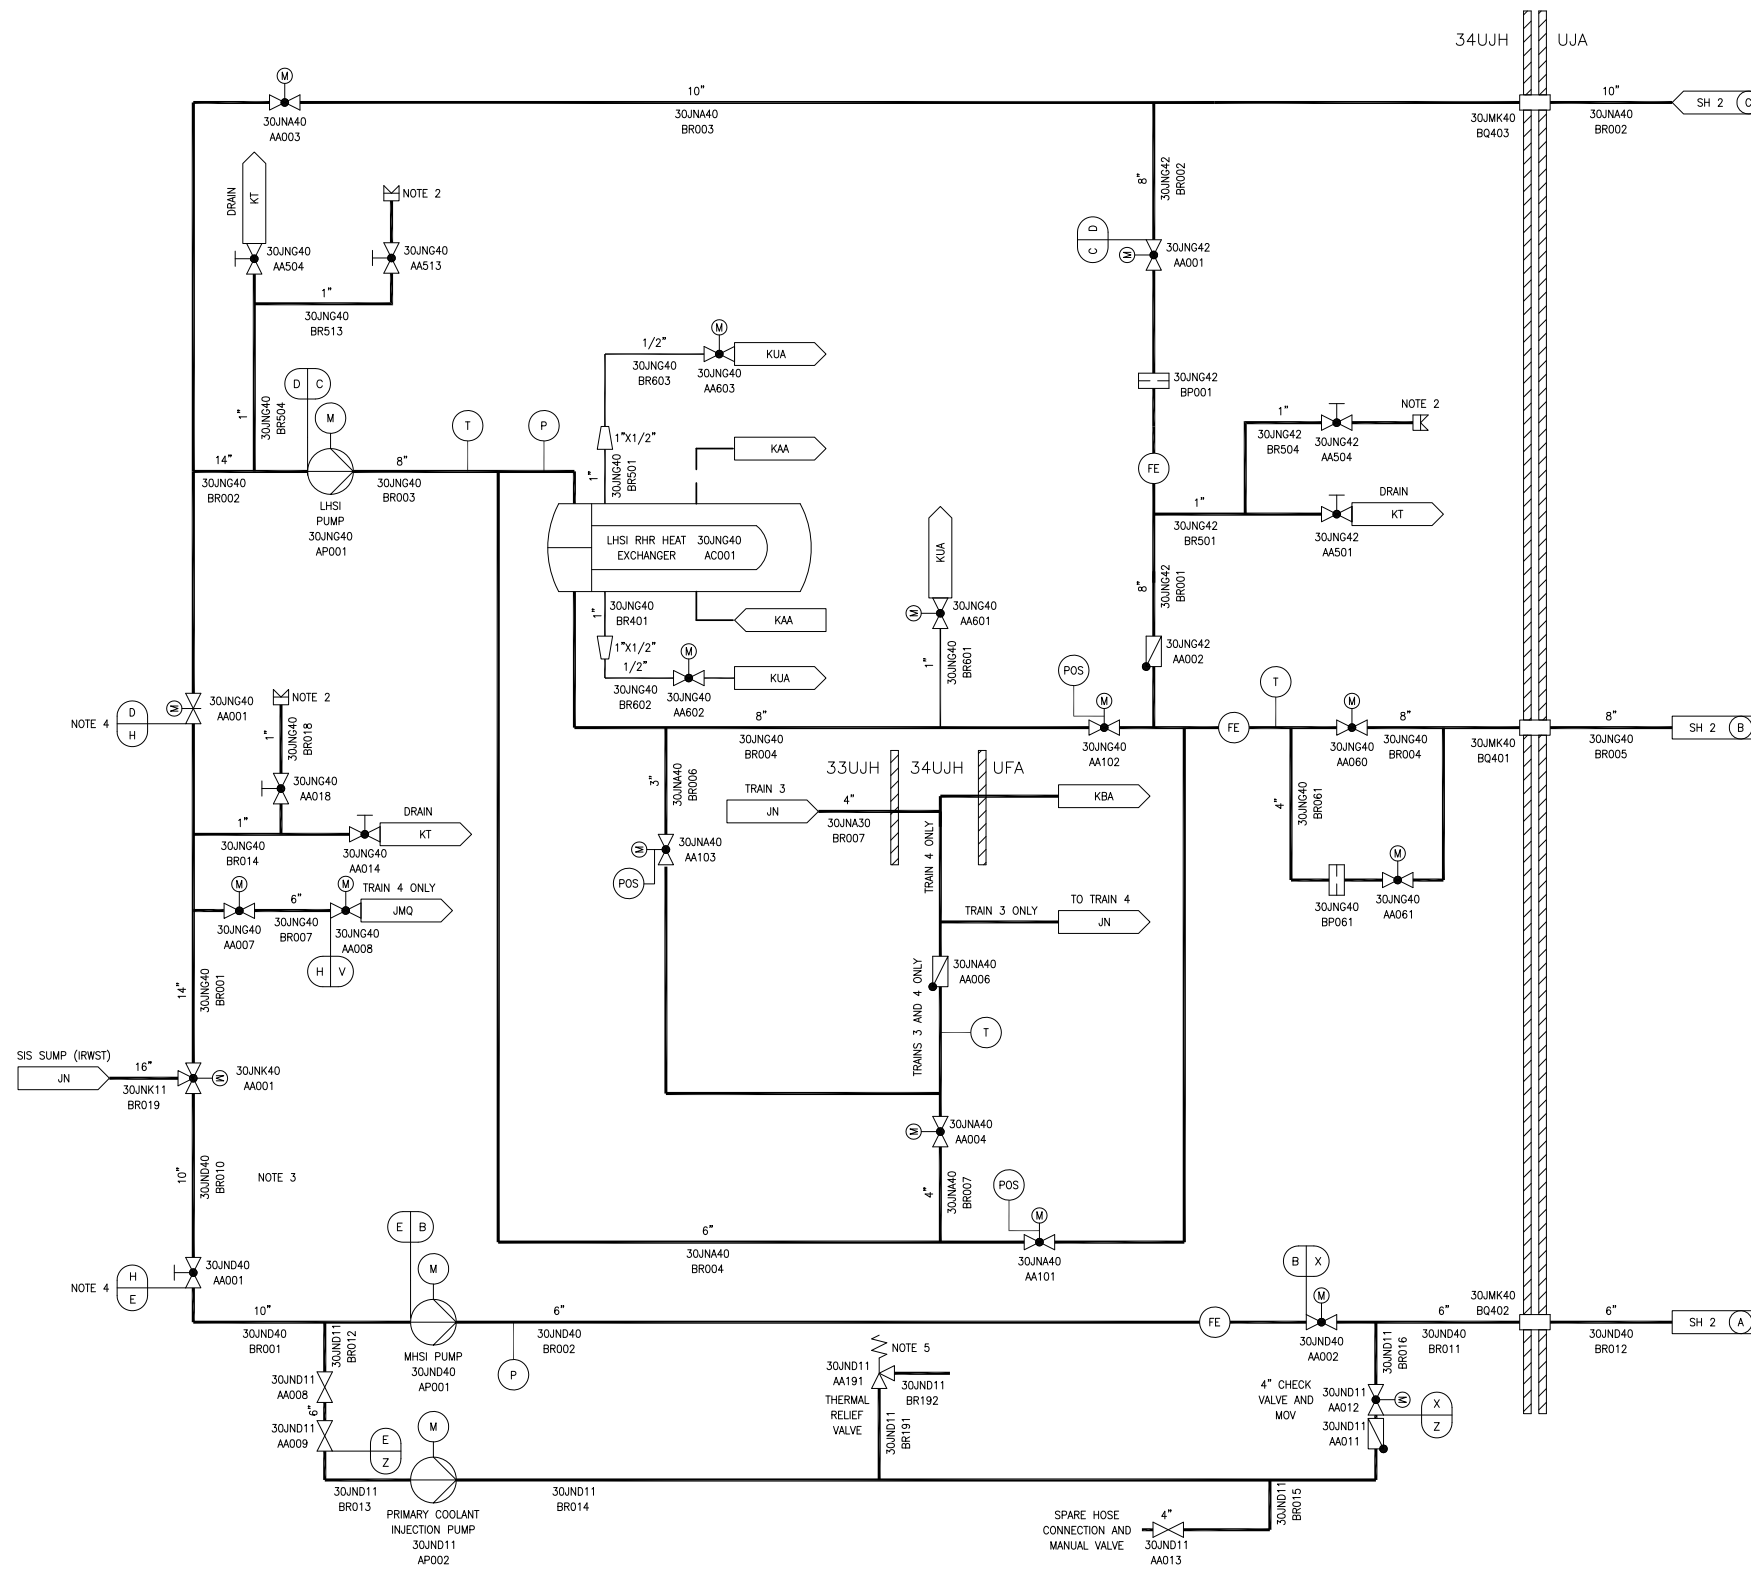 34UJH
UJA
M
30JNA40
AA003
10"
30JNA40
BR003
30JMK40
BQ403
10"
30JNA40
BR002
SH 2
DRAIN
KT
30JNG40
AA504
NOTE 2
30JNG40
AA513
1"
30JNG40
BR513
1"
30JNG40
BR504
8"
30JNG42
BR002
D
C
M
30JNG42
AA001
30JNG42
BP001
FE
1"
30JNG42
BR504
30JNG42
AA504
NOTE 2
1"
30JNG42
BR501
30JNG42
AA501
DRAIN
KT
8"
30JNG42
BR001
30JNG42
AA002
1/2"
30JNG40
BR603
M
30JNG40
AA603
KUA
1"X1/2"
1"
30JNG40
BR501
KAA
D
C
M
14"
30JNG40
BR002
LHSI
PUMP
30JNG40
AP001
8"
30JNG40
BR003
T
P
LHSI RHR HEAT
EXCHANGER
30JNG40
AC001
1"
30JNG40
BR401
KAA
1"X1/2"
1/2"
30JNG40
BR602
M
30JNG40
AA602
KUA
KUA
M
30JNG40
AA601
1"
30JNG40
BR601
8"
30JNG40
BR004
POS
M
30JNG40
AA102
FE
T
M
30JNG40
AA060
8"
30JNG40
BR004
30JMK40
BQ401
8"
30JNG40
BR005
SH 2
B
4"
30JNG40
BR061
30JNG40
BP061
M
30JNG40
AA061
NOTE 4
D
H
M
30JNG40
AA001
NOTE 2
1"
30JNG40
BR018
30JNG40
AA018
1"
30JNG40
BR014
30JNG40
AA014
DRAIN
KT
M
30JNG40
AA007
6"
30JNG40
BR007
M
30JNG40
AA008
TRAIN 4 ONLY
JMQ
H
V
14"
30JNG40
BR001
3"
30JNA40
BR006
M
POS
30JNA40
AA103
33UJH
34UJH
UFA
TRAIN 3
JN
4"
30JNA30
BR007
KBA
TRAIN 4 ONLY
TRAIN 3 ONLY
TO TRAIN 4
JN
30JNA40
AA006
TRAINS 3 AND 4 ONLY
T
M
30JNA40
AA004
4"
30JNA40
BR007
POS
M
30JNA40
AA101
6"
30JNA40
BR004
SIS SUMP (IRWST)
JN
16"
30JNK11
BR019
M
30JNK40
AA001
10"
30JND40
BR010
NOTE 3
NOTE 4
H
E
30JND40
AA001
10"
30JND40
BR001
E
B
M
MHSI PUMP
30JND40
AP001
P
6"
30JND40
BR002
FE
B
X
M
30JND40
AA002
6"
30JND40
BR011
30JMK40
BQ402
6"
30JND40
BR012
SH 2
A
30JND11
BR012
30JND11
AA008
6"
30JND11
AA009
E
Z
30JND11
BR013
M
PRIMARY COOLANT
INJECTION PUMP
30JND11
AP002
30JND11
BR014
NOTE 5
30JND11
AA191
THERMAL
RELIEF
VALVE
30JND11
BR192
30JND11
BR191
30JND11
BR016
4" CHECK
VALVE AND
MOV
30JND11
AA012
M
X
Z
30JND11
AA011
30JND11
BR015
SPARE HOSE
CONNECTION AND
MANUAL VALVE
4"
30JND11
AA013